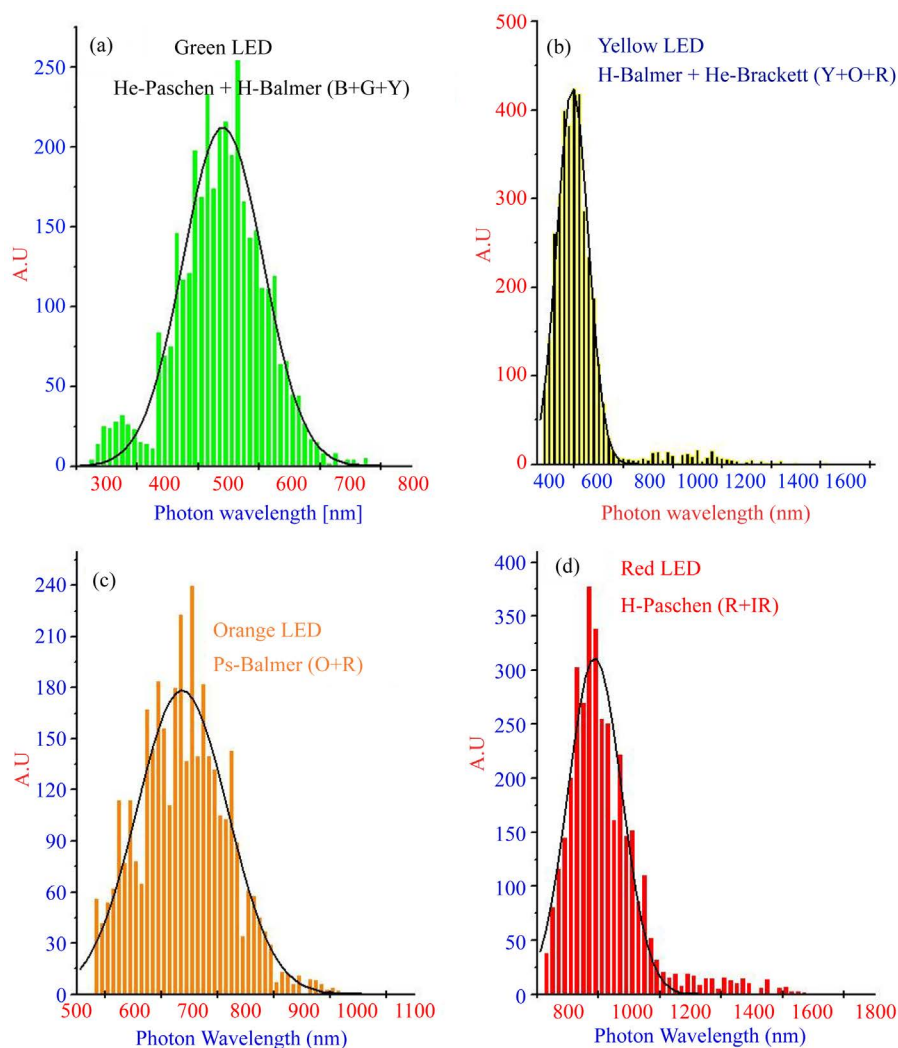 (a)
Green LED
He-Paschen + H-Balmer (B+G+Y)
250
200
150
100
50
0
A.U
300 400 500 600 700 800
Photon wavelength [nm]
(b)
Yellow LED
H-Balmer + He-Brackett (Y+O+R)
500
400
300
200
100
0
A.U
400 600 800 1000 1200 1400 1600
Photon wavelength (nm)
(c)
Orange LED
Ps-Balmer (O+R)
240
210
180
150
120
90
60
30
0
A.U
500 600 700 800 900 1000 1100
Photon Wavelength (nm)
(d)
Red LED
H-Paschen (R+IR)
400
350
300
250
200
150
100
50
0
A.U
800 1000 1200 1400 1600 1800
Photon Wavelength (nm)